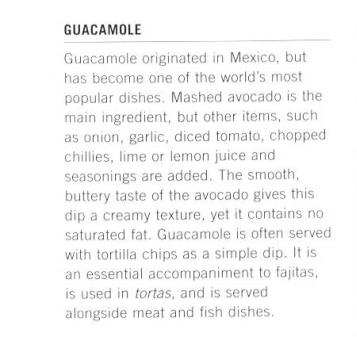 GUACAMOLE
Guacamole originated in Mexico, but
has become one of the world's most
popular dishes. Mashed avocado is the
main ingredient, but other items, such
as onion, garlic, diced tomato, chopped
chillies, lime or lemon juice and
seasonings are added. The smooth,
buttery taste of the avocado gives this
dip a creamy texture, yet it contains no
saturated fat. Guacamole is often served
with tortilla chips as a simple dip. It is
an essential accompaniment to fajitas,
is used in tortas, and is served
alongside meat and fish dishes.